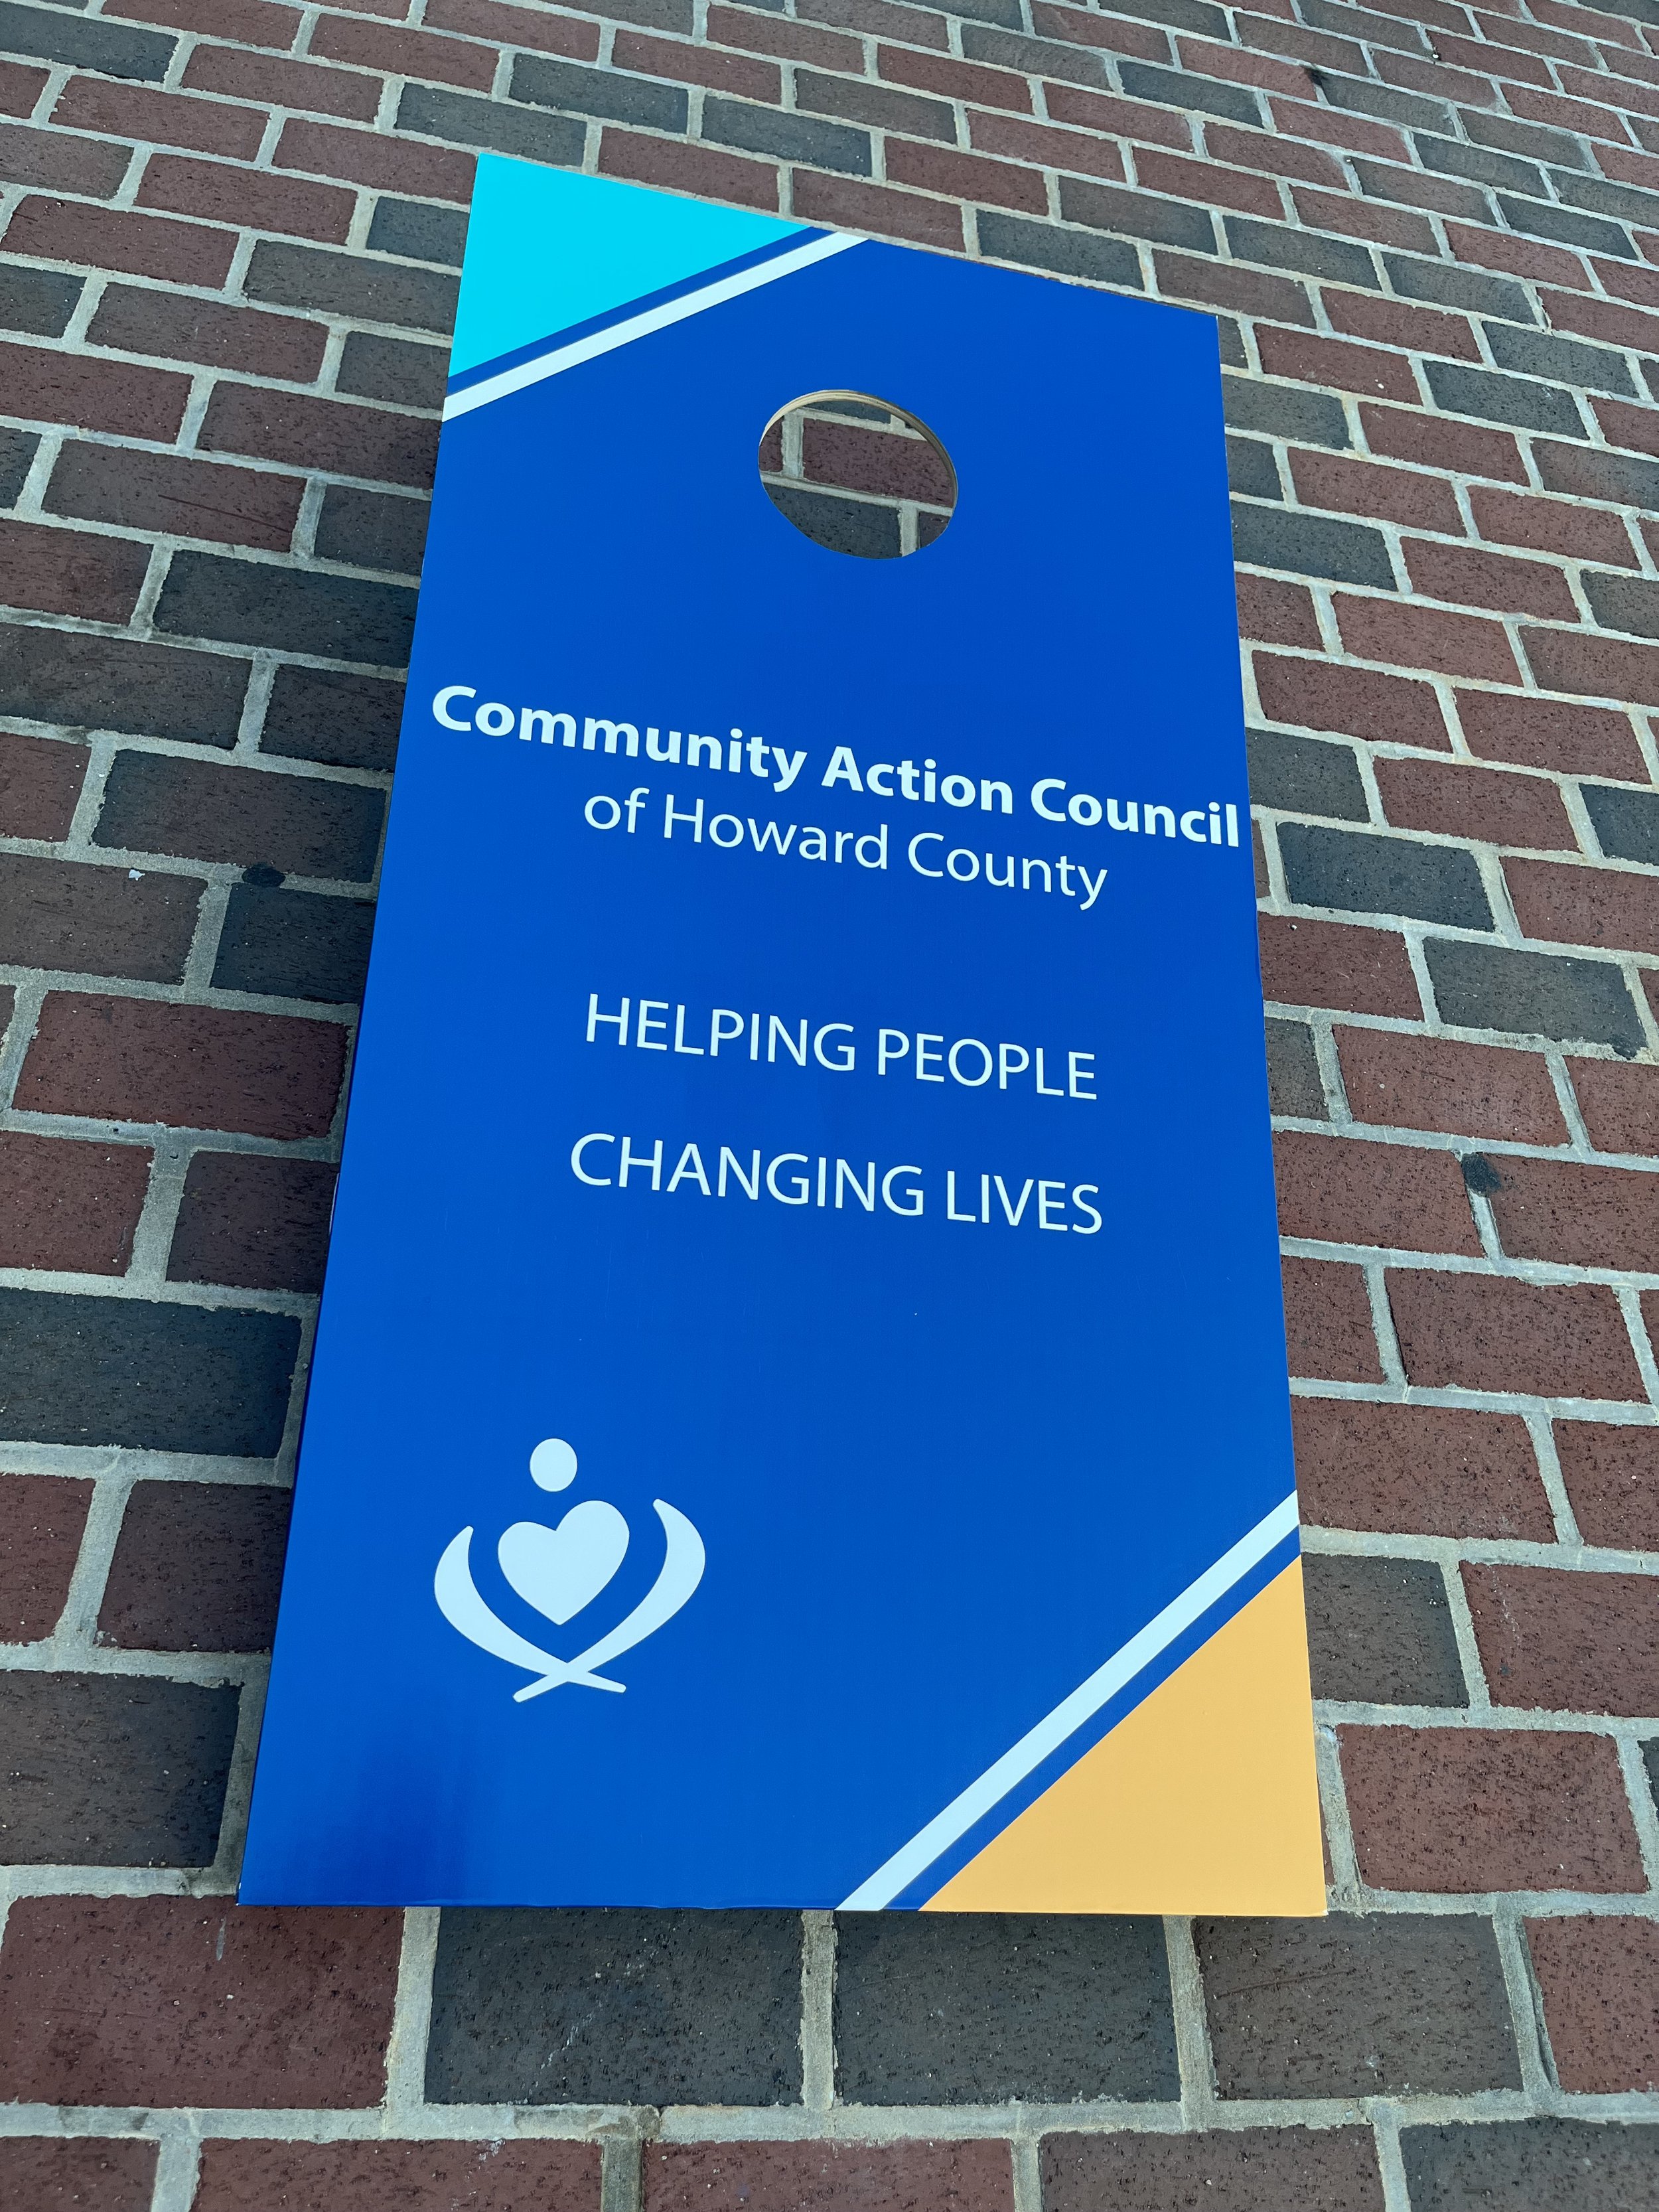 Community Action Council
of Howard County
HELPING PEOPLE
CHANGING LIVES